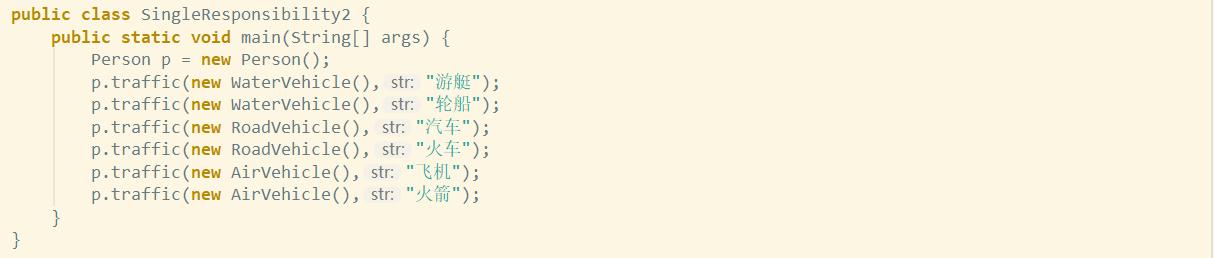 public class SingleResponsibility2 {
public static void main(String[] args) {
Person p = new Person();
p.traffic(new WaterVehicle(), str: "游艇");
p.traffic(new WaterVehicle(), str: "轮船");
p.traffic(new RoadVehicle(), str: "汽车");
p.traffic(new RoadVehicle(), str: "火车");
p.traffic(new AirVehicle(), str: "飞机");
p.traffic(new AirVehicle(), str: "火箭");
}
}